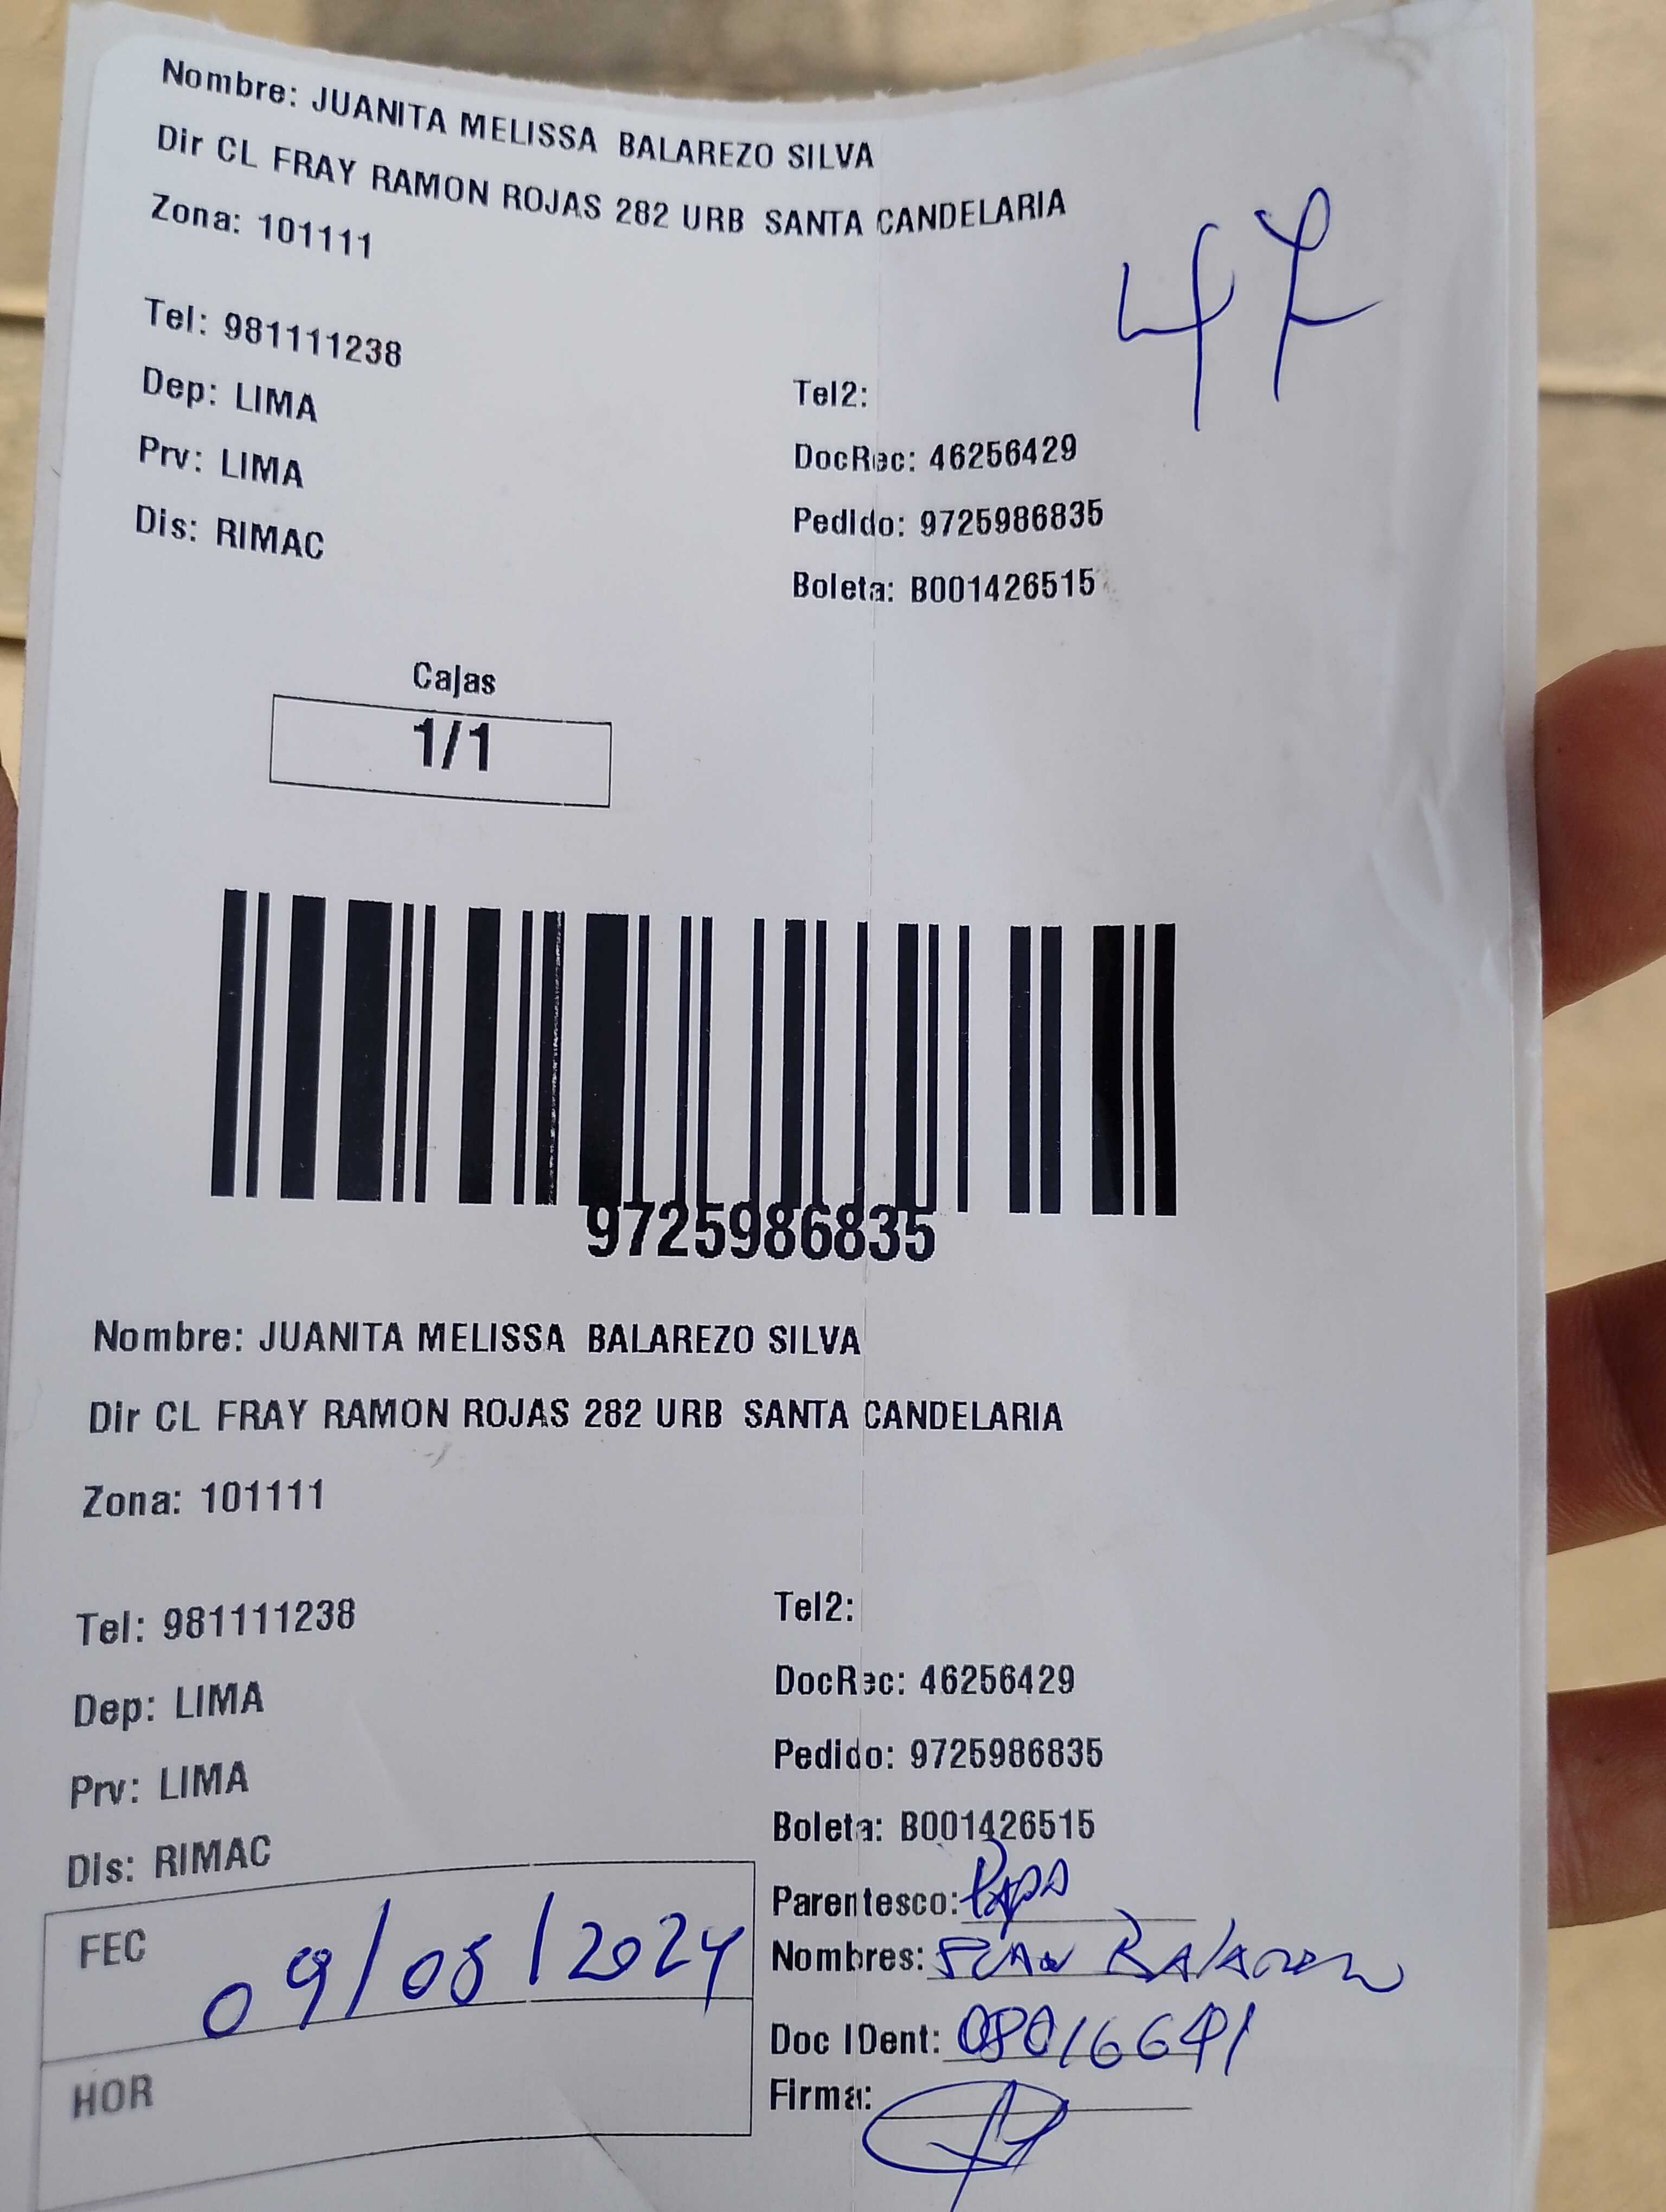 Nombre: JUANITA MELISSA BALAREZO SILVA
Dir CL FRAY RAMON ROJAS 282 URB SANTA CANDELARIA
Zona: 101111
47
Tel: 981111238
Tel2:
Dep: LIMA
DocRec: 46256429
Prv: LIMA
Pedido: 9725986835
Dis: RIMAC
Boleta: B001426515
Cajas
1/1
9725986835
Nombre: JUANITA MELISSA BALAREZO SILVA
Dir CL FRAY RAMON ROJAS 282 URB SANTA CANDELARIA
Zona: 101111
Tel: 981111238
Tel2:
Dep: LIMA
DocRec: 46256429
Prv: LIMA
Pedido: 9725986835
Dis: RIMAC
Boleta: B001426515
FEC 09/08/2024
HOR
Parentesco: Papa
Nombres: Balarezo
Doc IDent: 08016641
Firma: